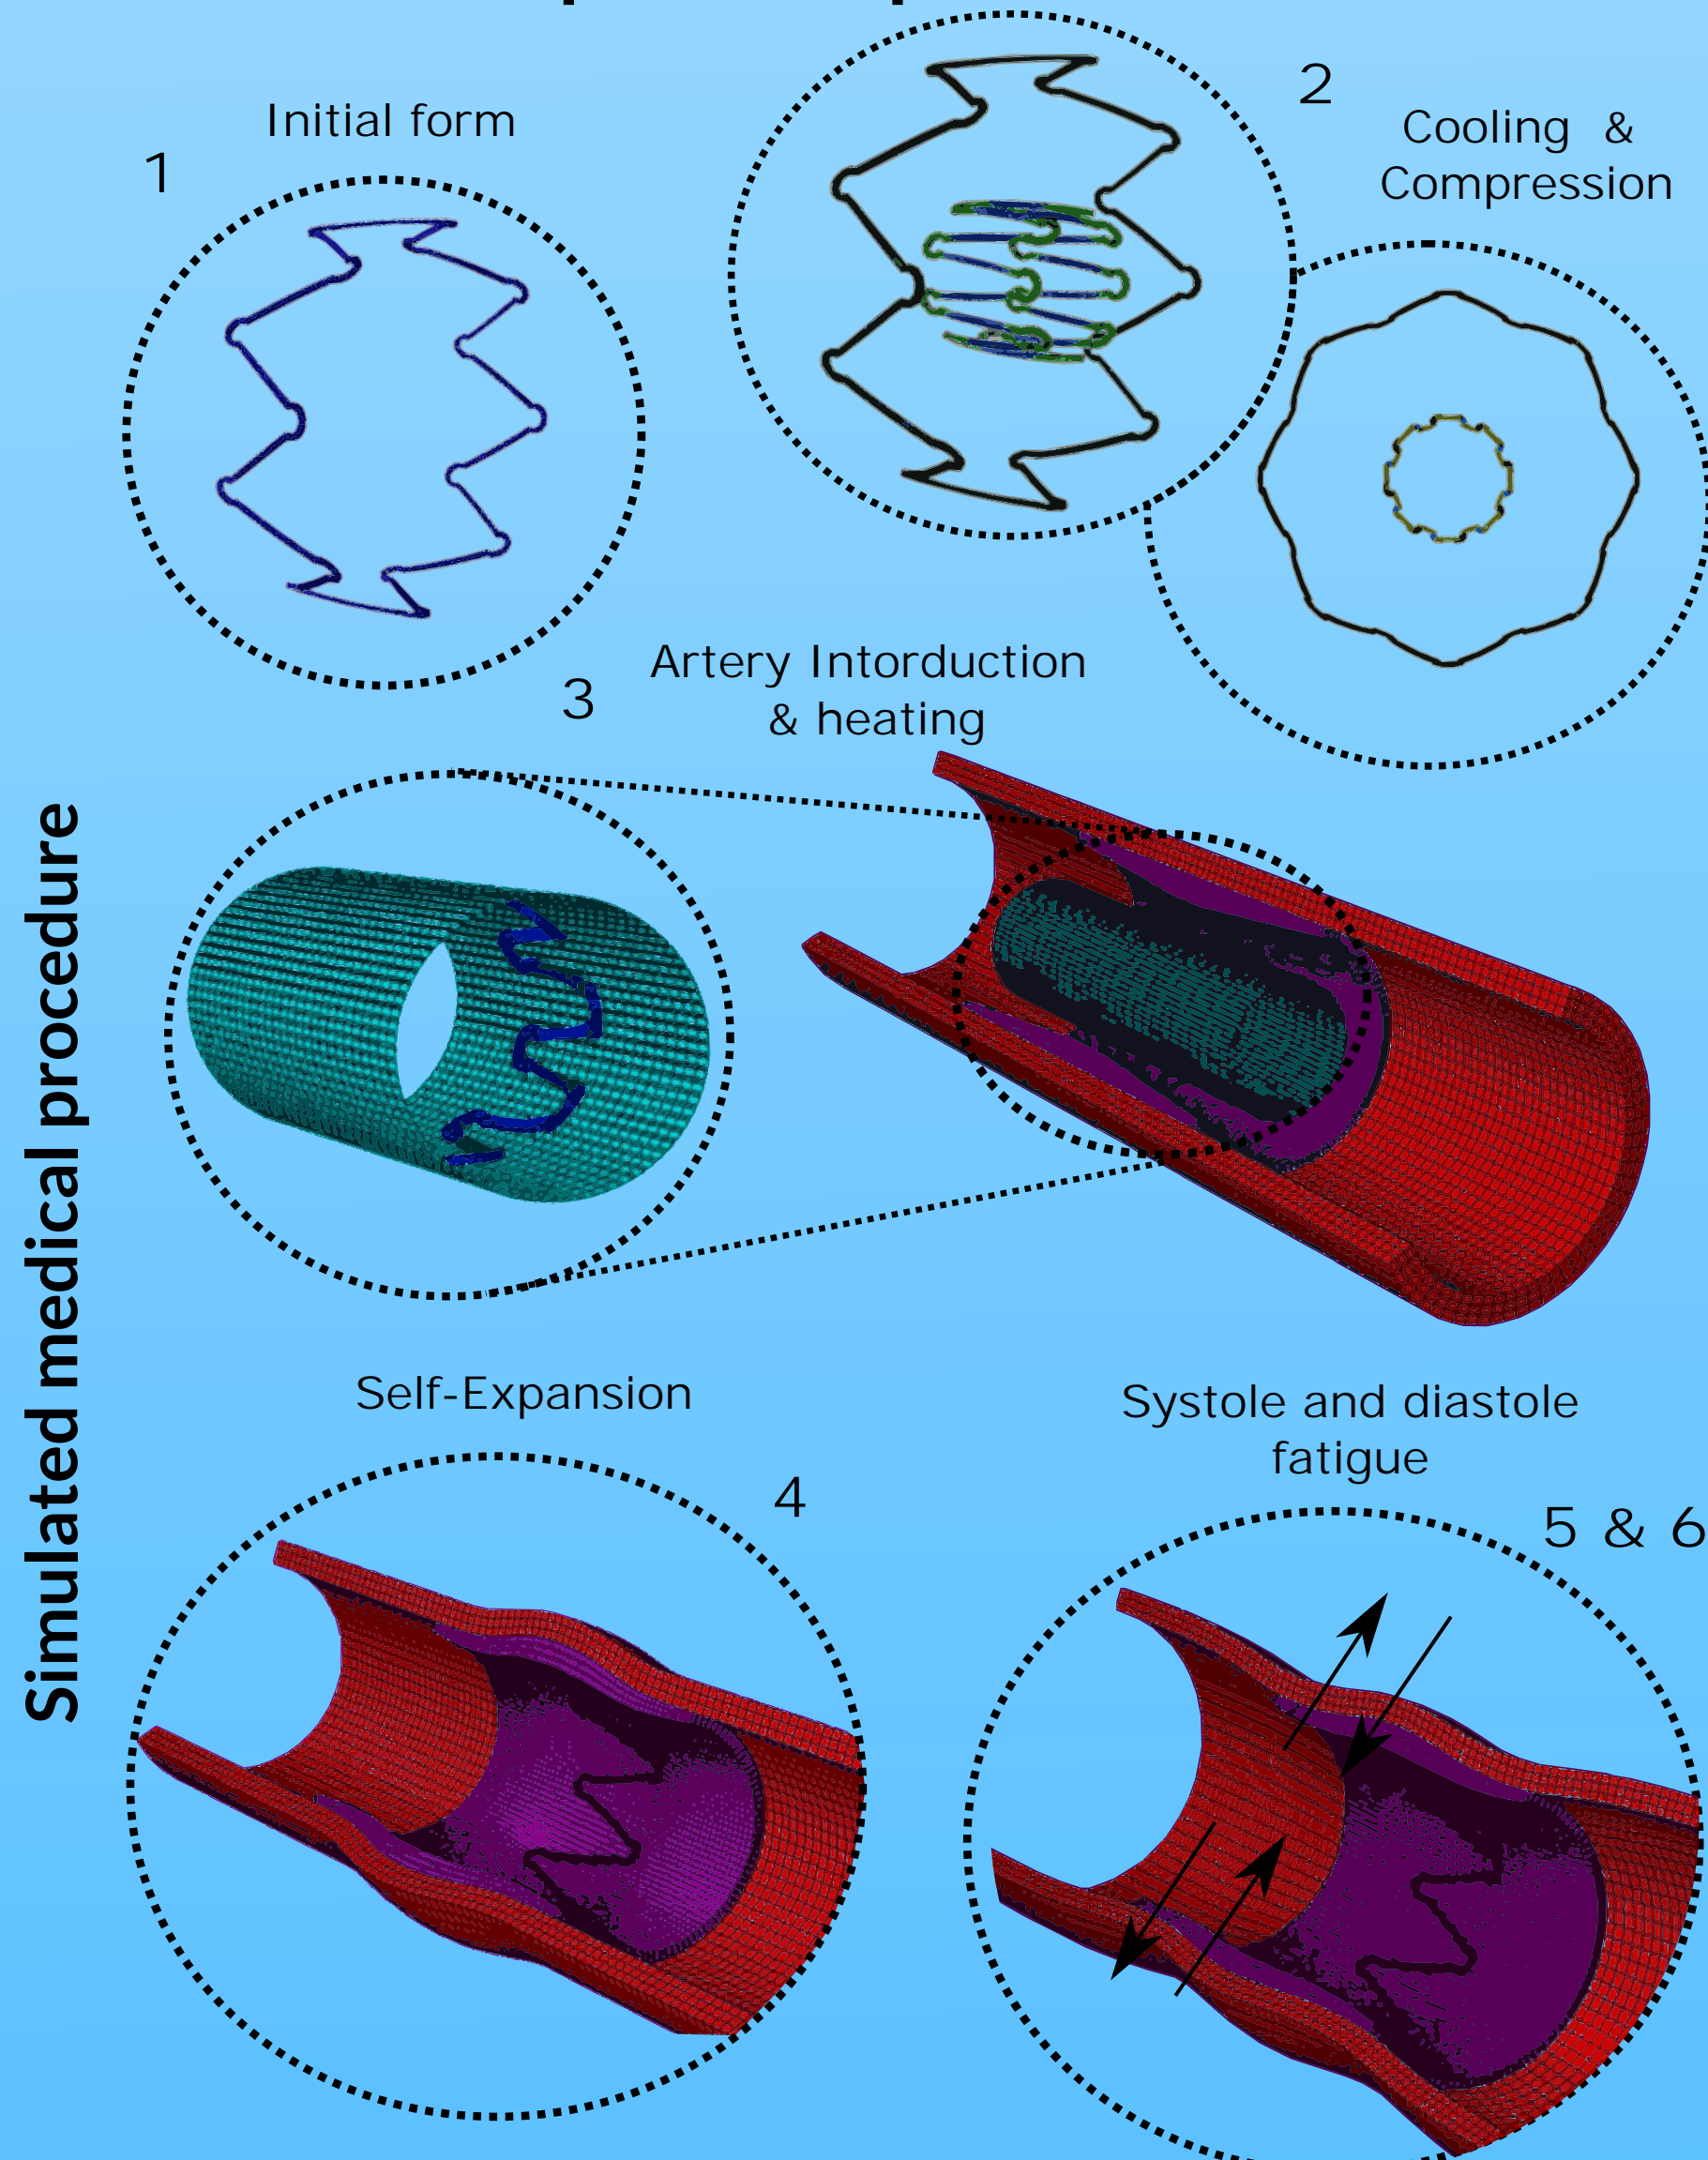 1
Initial form
2
Cooling &
Compression
3
Artery Intorduction
& heating
Simulated medical procedure
Self-Expansion
4
Systole and diastole
fatigue
5 & 6